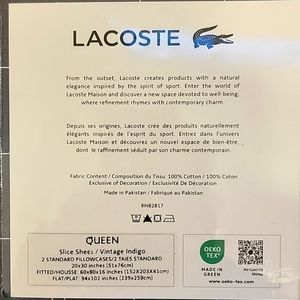 LACOSTE
From the outset, Lacoste creates products with a natural
elegance inspired by the spirit of sport. Enter the world of
Lacoste Maison and discover a new space devoted to well-being,
where refinement rhymes with contemporary charm.
Depuis ses origines, Lacoste crée des produits naturellement
élégants inspirés de l'esprit du sport. Entrez dans l'univers
Lacoste Maison et découvrez un nouvel espace de bien-être,
dont le raffinement séduit par son charme contemporain.
Fabric Content / Composition du Tissu: 100% Cotton / 100% Cotton
Exclusive of Decoration / Exclusivité De Décoration
Made in Pakistan / Fabriqué au Pakistan
RN82817
QUEEN
Slice Sheet / Vintage Indigo
2 STANDARD PILLOWCASES/2 TAIES STANDARD
20x30 inches (51x76cm)
FITTED/HOUSSE: 60x80x16 inches (152x203x41cm)
FLAT/PLAT: 94x102 inches (239x259cm)
OEKO
TEX®
MADE IN
GREEN
www.oeko-tex.com